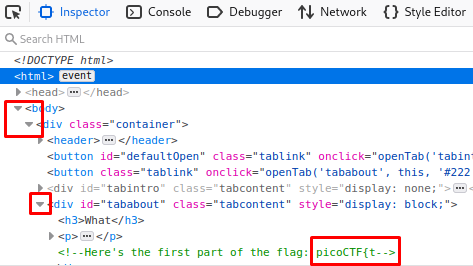 Inspector Console Debugger Network Style Editor
Search HTML
<!DOCTYPE html>
<html> event
<head> ... </head>
<body>
<div class="container">
<header> ... </header>
<button id="defaultOpen" class="tablink" onclick="openTab('tabint
<button class="tablink" onclick="openTab('tababout', this, '#222
<div id="tabintro" class="tabcontent" style="display: none;"> ... </
<div id="tababout" class="tabcontent" style="display: block;">
<h3>What</h3>
<p> ... </p>
<!--Here's the first part of the flag: picoCTF{t-->